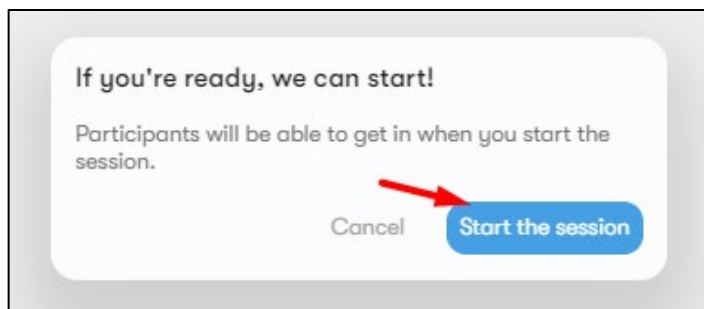 If you're ready, we can start!
Participants will be able to get in when you start the
session.
Cancel
Start the session